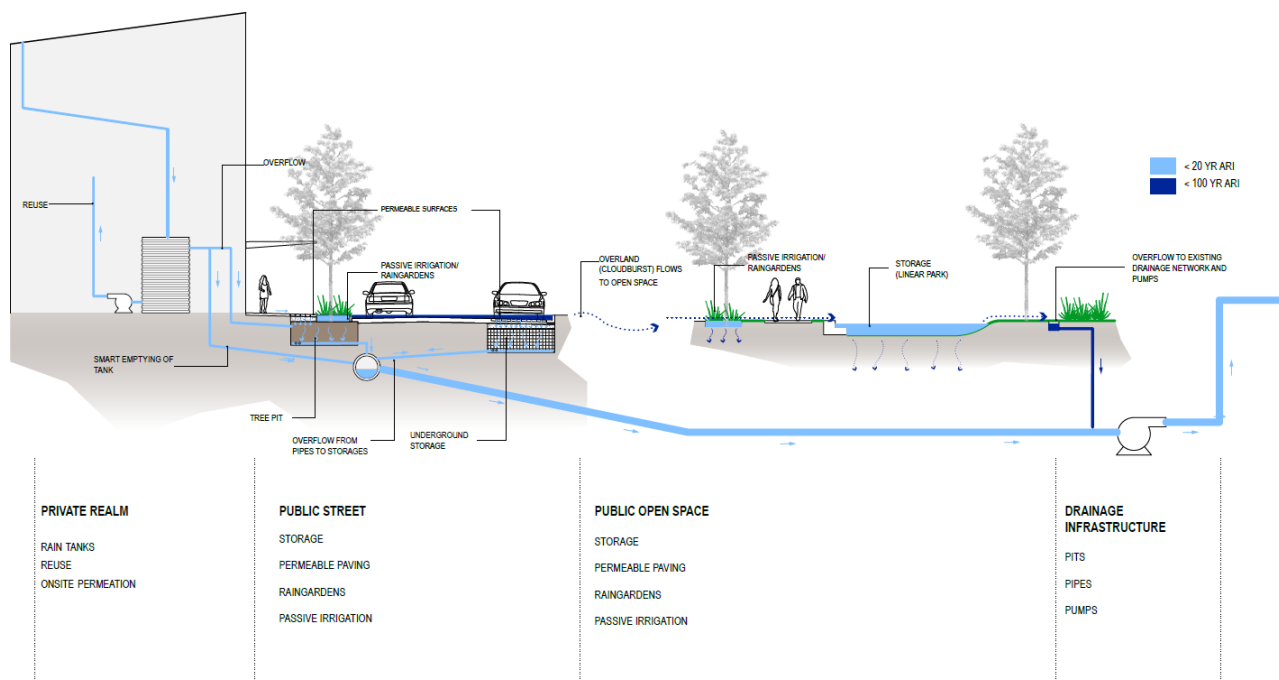 < 20 YR ARI
< 100 YR ARI
OVERFLOW
REUSE
PERMEABLE SURFACES
PASSIVE IRRIGATION/
RAINGARDENS
OVERLAND
(CLOUDBURST) FLOWS
TO OPEN SPACE
PASSIVE IRRIGATION/
RAINGARDENS
STORAGE
(LINEAR PARK)
OVERFLOW TO EXISTING
DRAINAGE NETWORK AND
PUMPS
SMART EMPTYING OF
TANK
TREE PIT
OVERFLOW FROM
PIPES TO STORAGES
UNDERGROUND
STORAGE
PRIVATE REALM
RAIN TANKS
REUSE
ONSITE PERMEATION
PUBLIC STREET
STORAGE
PERMEABLE PAVING
RAINGARDENS
PASSIVE IRRIGATION
PUBLIC OPEN SPACE
STORAGE
PERMEABLE PAVING
RAINGARDENS
PASSIVE IRRIGATION
DRAINAGE
INFRASTRUCTURE
PITS
PIPES
PUMPS